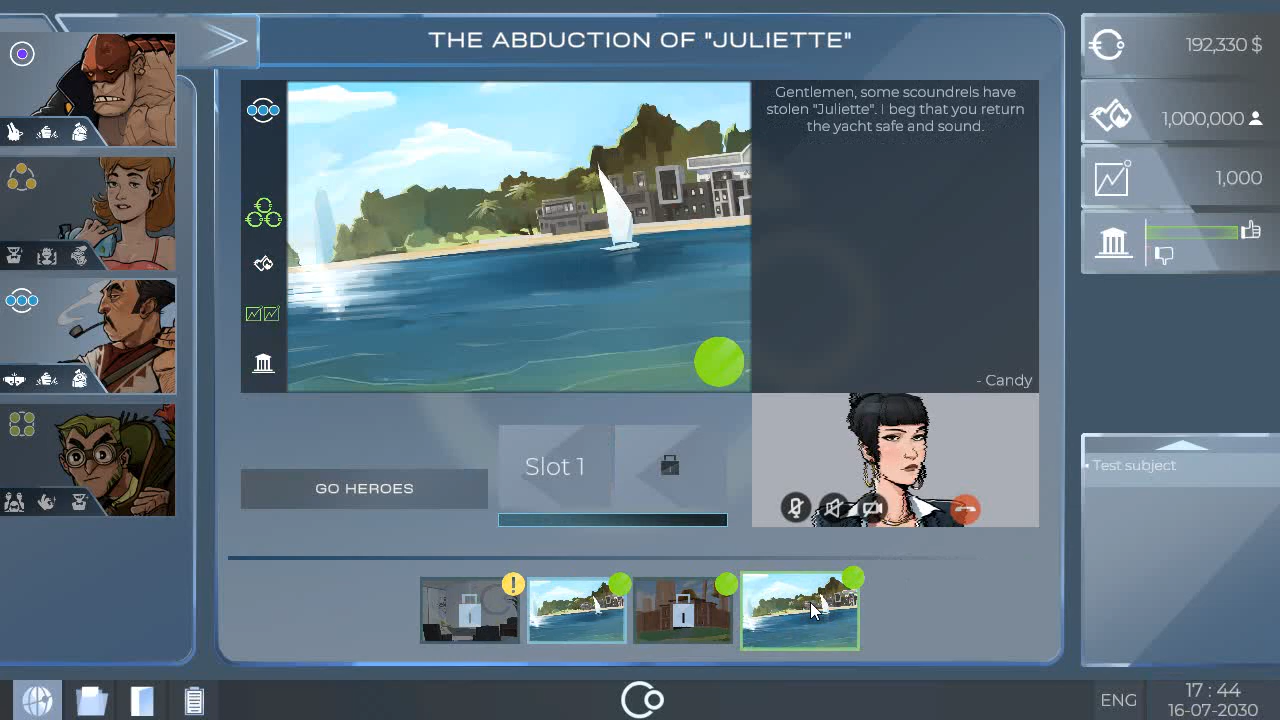 THE ABDUCTION OF "JULIETTE"
192,330 $
Gentlemen, some scoundrels have
stolen "Juliette". I beg that you return
the yacht safe and sound.
1,000,000
1,000
- Candy
Slot 1
GO HEROES
Test subject
ENG
17 : 44
16-07-2030